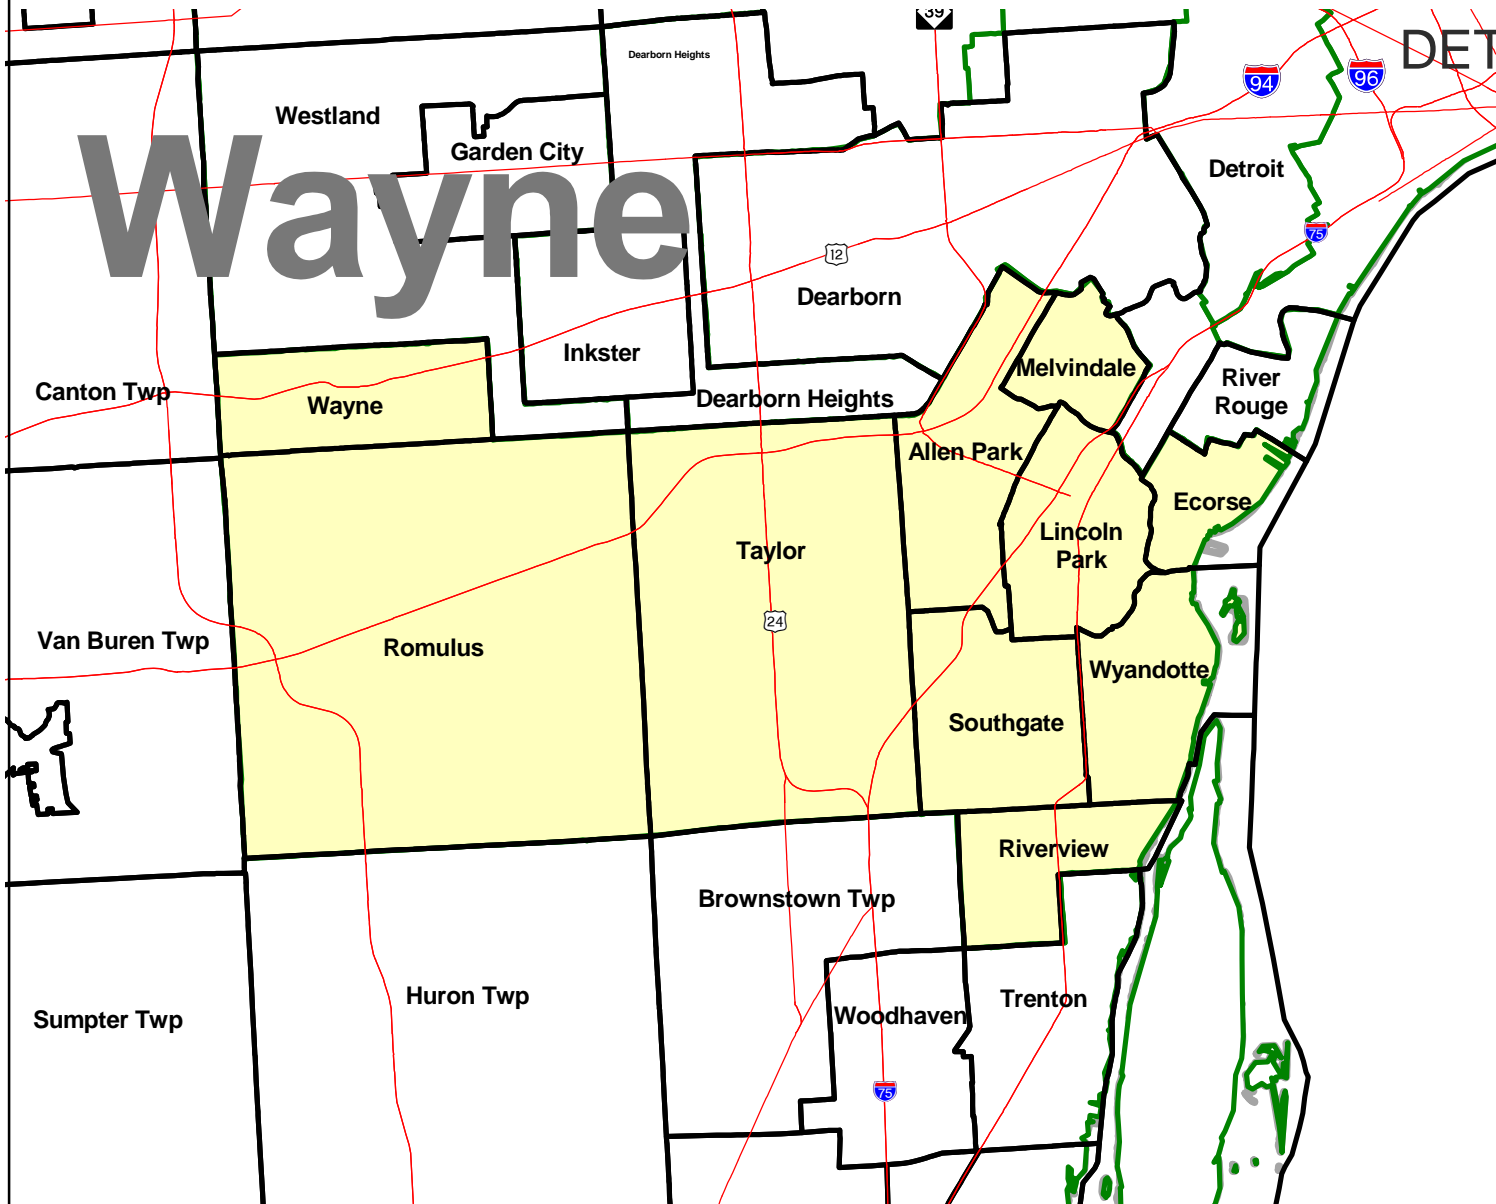 39
DET
Dearborn Heights
94
96
Westland
Garden City
Detroit
Wayne
75
12
Dearborn
Inkster
Melvindale
Canton Twp
Wayne
Dearborn Heights
River
Rouge
Allen Park
Ecorse
Lincoln
Park
Taylor
24
Van Buren Twp
Romulus
Wyandotte
Southgate
Riverview
Brownstown Twp
Huron Twp
Trenton
Woodhaven
Sumpter Twp
75